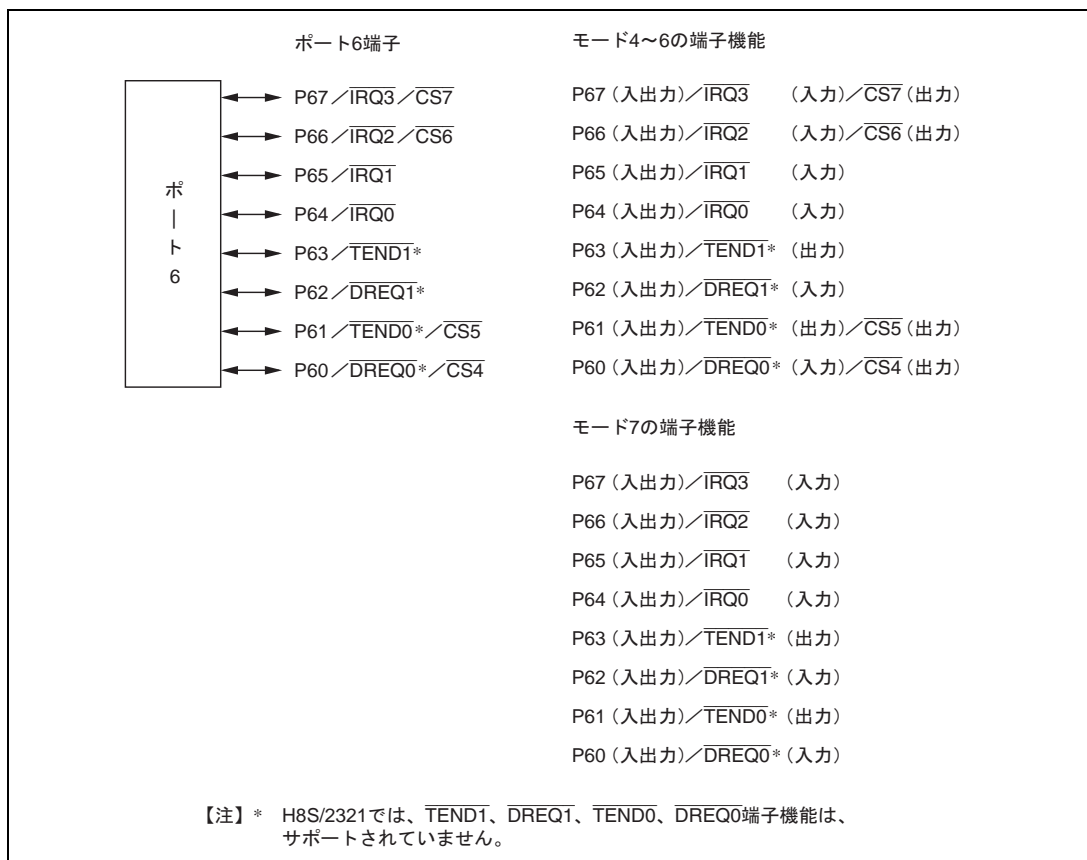 ポート6端子
P67／IRQ3／CS7
P66／IRQ2／CS6
P65／IRQ1
P64／IRQ0
P63／TEND1*
P62／DREQ1*
P61／TEND0*／CS5
P60／DREQ0*／CS4
ポート6
モード4～6の端子機能
P67（入出力）／IRQ3 （入力）／CS7（出力）
P66（入出力）／IRQ2 （入力）／CS6（出力）
P65（入出力）／IRQ1 （入力）
P64（入出力）／IRQ0 （入力）
P63（入出力）／TEND1*（出力）
P62（入出力）／DREQ1*（入力）
P61（入出力）／TEND0*（出力）／CS5（出力）
P60（入出力）／DREQ0*（入力）／CS4（出力）
モード7の端子機能
P67（入出力）／IRQ3 （入力）
P66（入出力）／IRQ2 （入力）
P65（入出力）／IRQ1 （入力）
P64（入出力）／IRQ0 （入力）
P63（入出力）／TEND1*（出力）
P62（入出力）／DREQ1*（入力）
P61（入出力）／TEND0*（出力）
P60（入出力）／DREQ0*（入力）
【注】* H8S/2321では、TEND1、DREQ1、TEND0、DREQ0端子機能は、
サポートされていません。